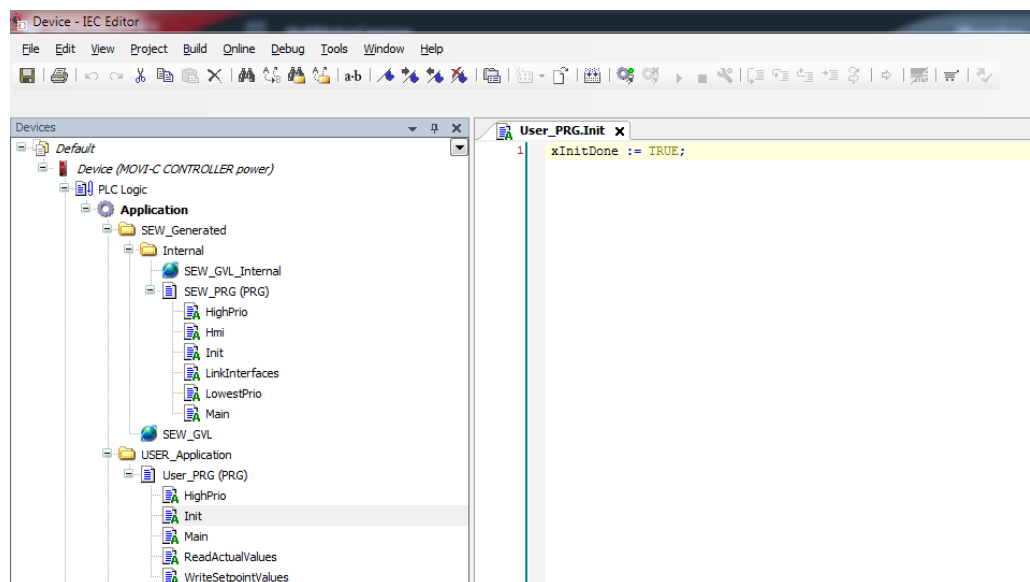 Device - IEC Editor
File Edit View Project Build Online Debug Tools Window Help
a-b
Devices
Default
Device (MOVI-C CONTROLLER power)
PLC Logic
Application
SEW_Generated
Internal
SEW_GVL_Internal
SEW_PRG (PRG)
HighPrio
Hmi
Init
LinkInterfaces
LowestPrio
Main
SEW_GVL
USER_Application
User_PRG (PRG)
HighPrio
Init
Main
ReadActualValues
WriteSetpointValues
User_PRG.Init
1 xInitDone := TRUE;